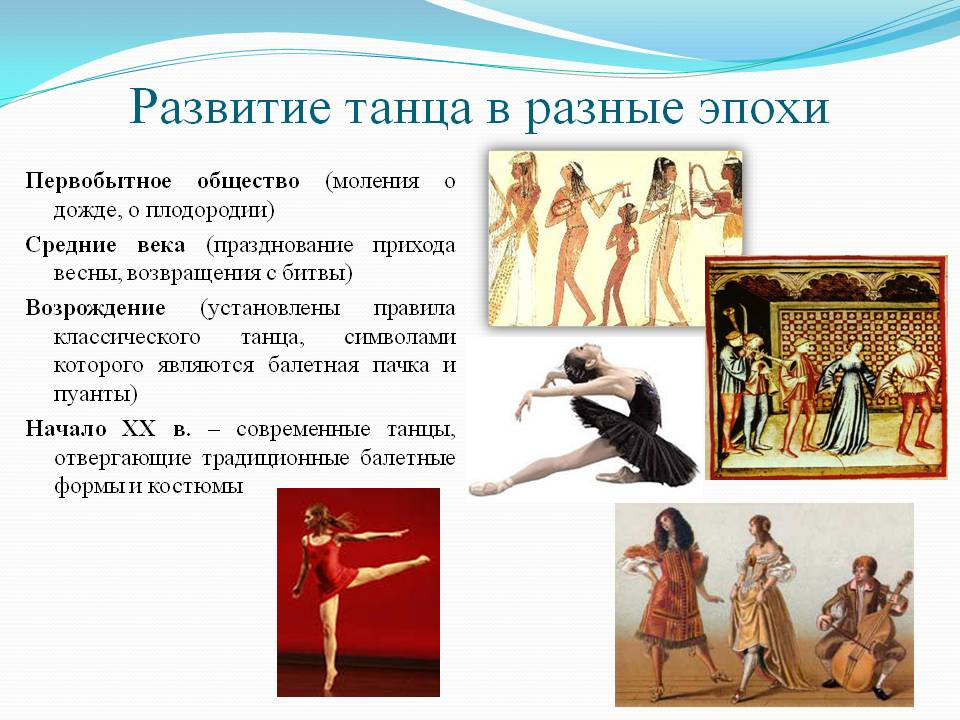 Развитие танца в разные эпохи
Первобытное общество (моления о
дожде, о плодородии)
Средние века (празднование прихода
весны, возвращения с битвы)
Возрождение (установлены правила
классического танца, символами
которого являются балетная пачка и
пуанты)
Начало XX в. – современные танцы,
отвергающие традиционные балетные
формы и костюмы